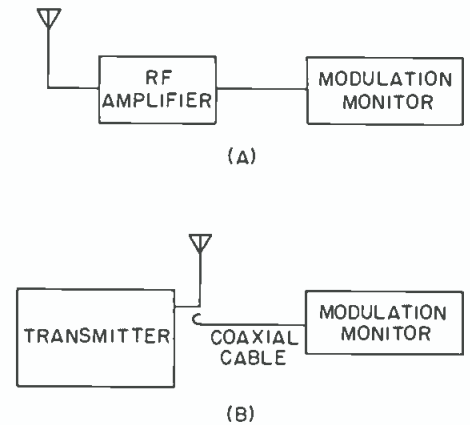 RF
AMPLIFIER
MODULATION
MONITOR
(A)
TRANSMITTER
COAXIAL
CABLE
MODULATION
MONITOR
(B)